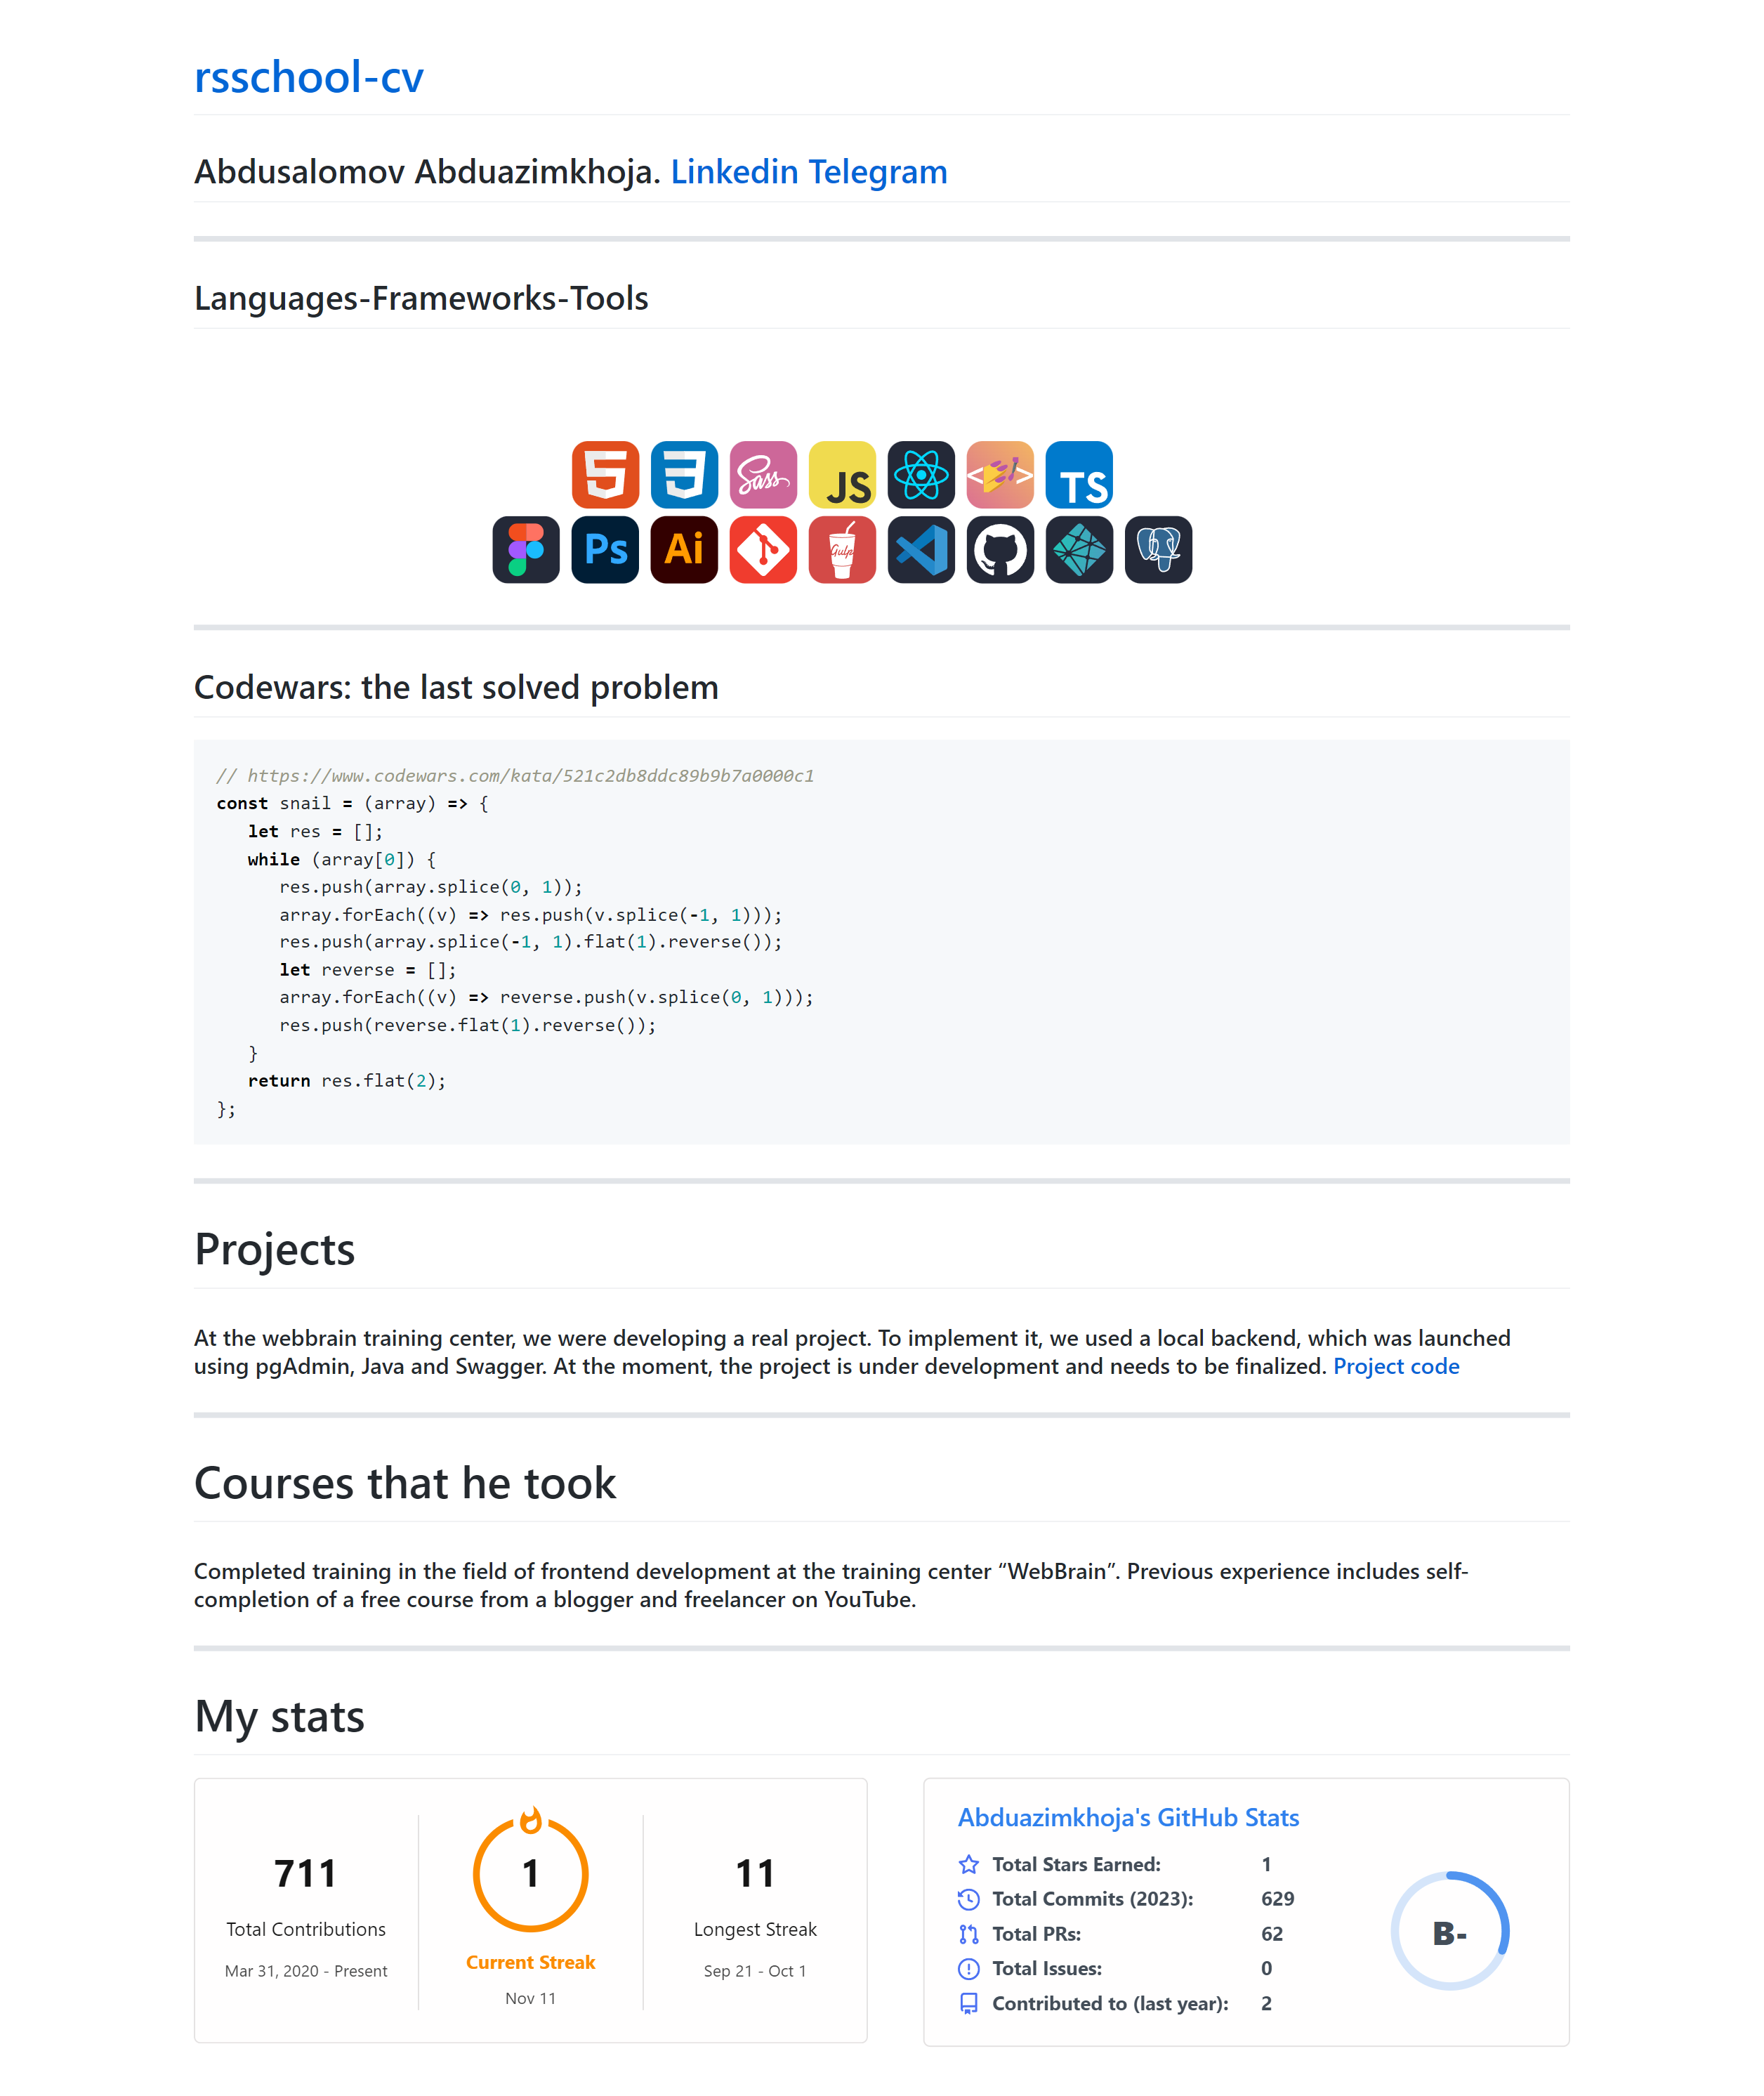 rsschool-cv
Abdusalomov Abduazimkhoja. Linkedin Telegram
Languages-Frameworks-Tools
Sass JS < > TS
Ps Ai Gulp
Codewars: the last solved problem
// https://www.codewars.com/kata/521c2db8ddc89b9b7a0000c1
const snail = (array) => {
   let res = [];
   while (array[0]) {
      res.push(array.splice(0, 1));
      array.forEach((v) => res.push(v.splice(-1, 1)));
      res.push(array.splice(-1, 1).flat(1).reverse());
      let reverse = [];
      array.forEach((v) => reverse.push(v.splice(0, 1)));
      res.push(reverse.flat(1).reverse());
   }
   return res.flat(2);
};
Projects
At the webbrain training center, we were developing a real project. To implement it, we used a local backend, which was launched
using pgAdmin, Java and Swagger. At the moment, the project is under development and needs to be finalized. Project code
Courses that he took
Completed training in the field of frontend development at the training center “WebBrain”. Previous experience includes self-
completion of a free course from a blogger and freelancer on YouTube.
My stats
711
Total Contributions
Mar 31, 2020 - Present
1
Current Streak
Nov 11
11
Longest Streak
Sep 21 - Oct 1
Abduazimkhoja's GitHub Stats
Total Stars Earned: 1
Total Commits (2023): 629
Total PRs: 62
Total Issues: 0
Contributed to (last year): 2
B-